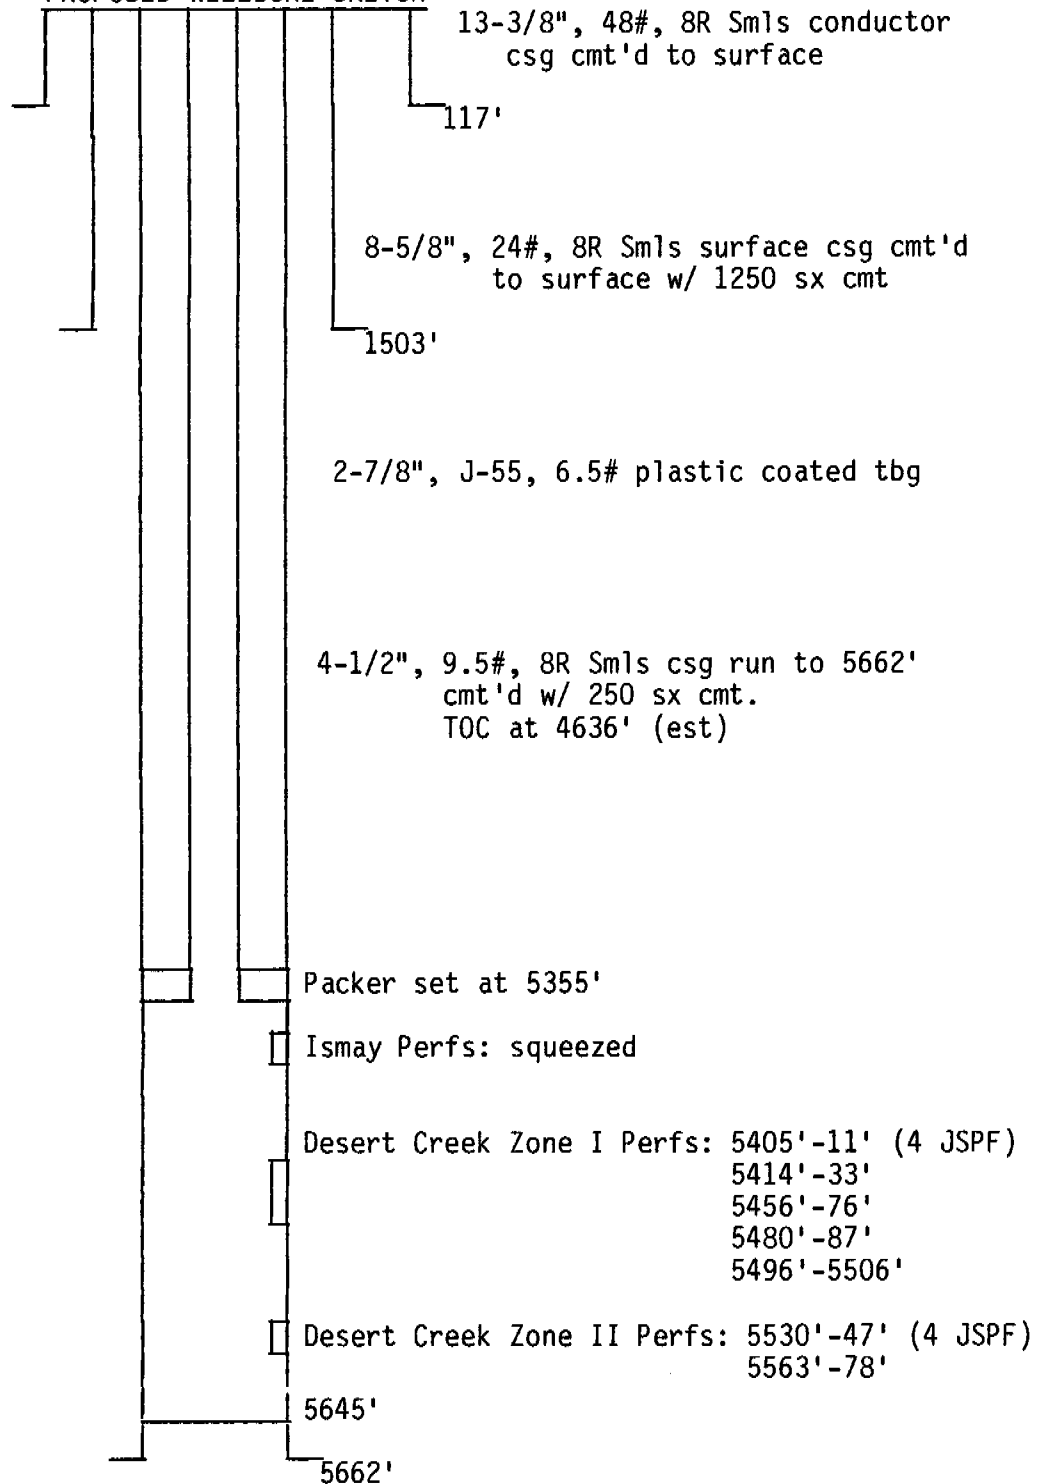 13-3/8", 48#, 8R Smls conductor
csg cmt'd to surface
117'
8-5/8", 24#, 8R Smls surface csg cmt'd
to surface w/ 1250 sx cmt
1503'
2-7/8", J-55, 6.5# plastic coated tbg
4-1/2", 9.5#, 8R Smls csg run to 5662'
cmt'd w/ 250 sx cmt.
TOC at 4636' (est)
Packer set at 5355'
Ismay Perfs: squeezed
Desert Creek Zone I Perfs: 5405'-11' (4 JSPF)
5414'-33'
5456'-76'
5480'-87'
5496'-5506'
Desert Creek Zone II Perfs: 5530'-47' (4 JSPF)
5563'-78'
5645'
5662'